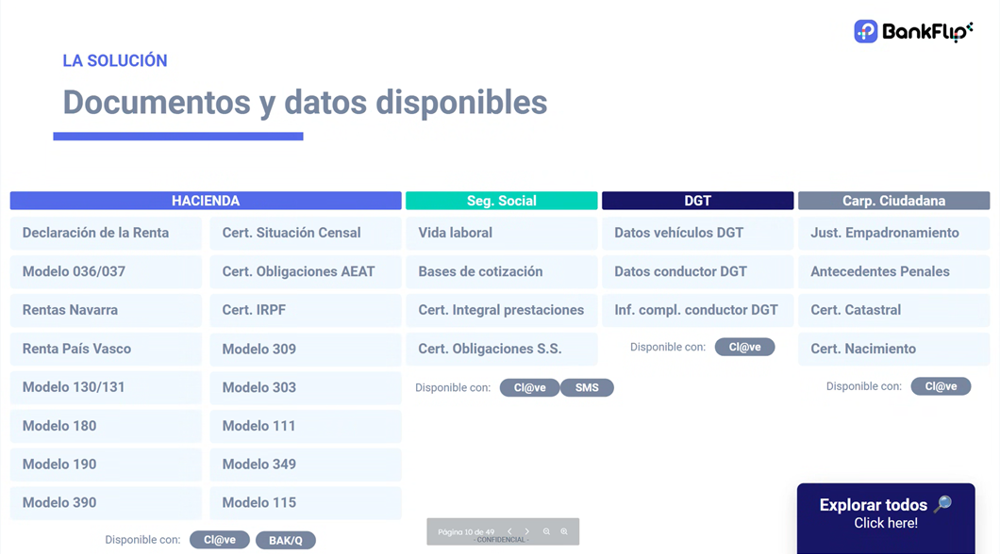 BankFlip
LA SOLUCIÓN
Documentos y datos disponibles
HACIENDA
Declaración de la Renta
Modelo 036/037
Rentas Navarra
Renta País Vasco
Modelo 130/131
Modelo 180
Modelo 190
Modelo 390
Cert. Situación Censal
Cert. Obligaciones AEAT
Cert. IRPF
Modelo 309
Modelo 303
Modelo 111
Modelo 349
Modelo 115
Disponible con: Cl@ve BAK/Q
Seg. Social
Vida laboral
Bases de cotización
Cert. Integral prestaciones
Cert. Obligaciones S.S.
Disponible con: Cl@ve SMS
DGT
Datos vehículos DGT
Datos conductor DGT
Inf. compl. conductor DGT
Disponible con: Cl@ve
Carp. Ciudadana
Just. Empadronamiento
Antecedentes Penales
Cert. Catastral
Cert. Nacimiento
Disponible con: Cl@ve
Explorar todos
Click here!
Página 10 de 49
- CONFIDENCIAL -